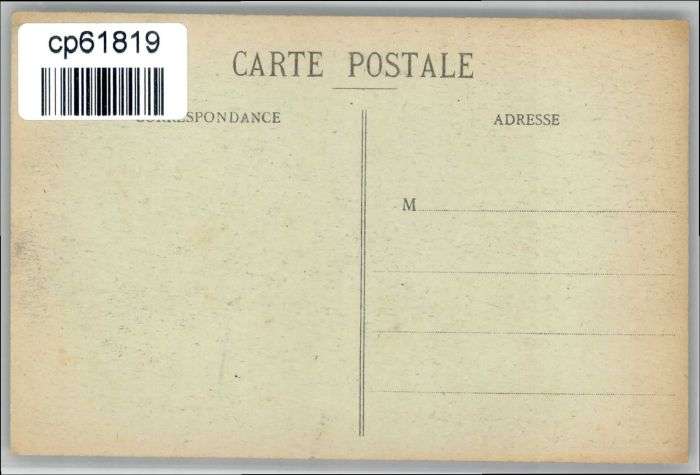 cp61819
CARTE POSTALE
CORRESPONDANCE
ADRESSE
M